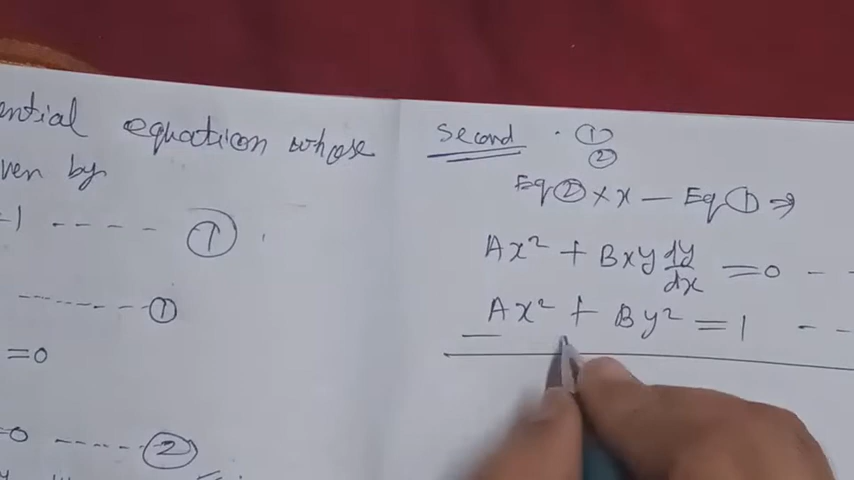 ential equation whose
ven by
-1 - - - - - ①
- - - - - - - ①
=0
=0 - - - - - ②
Second . ①
②
Eq② × x — Eq① ⇒
Ax² + Bxy dy/dx = 0 - -
Ax² + By² = 1 - - -